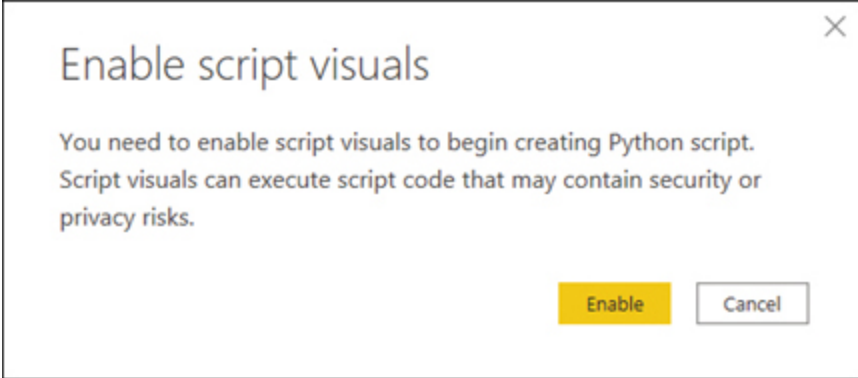 Enable script visuals
You need to enable script visuals to begin creating Python script.
Script visuals can execute script code that may contain security or
privacy risks.
Enable
Cancel